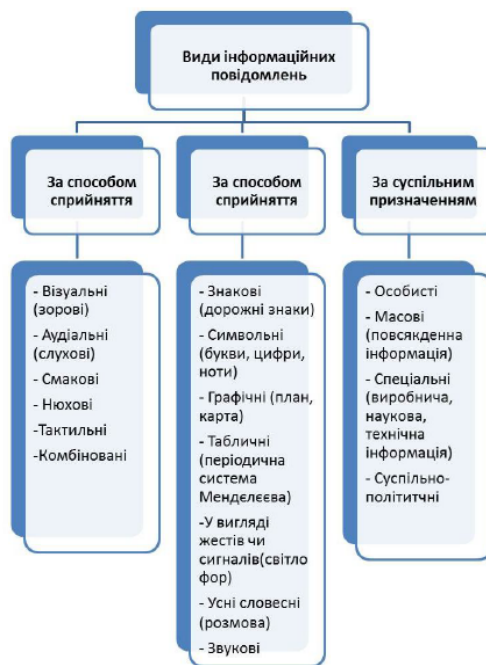 Види інформаційних
повідомлень
За способом
сприйняття
За способом
сприйняття
За суспільним
призначенням
- Візуальні
(зорові)
- Аудіальні
(слухові)
- Смакові
- Нюхові
-Тактильні
-Комбіновані
- Знакові
(дорожні знаки)
- Символьні
(букви, цифри,
ноти)
- Графічні (план,
карта)
- Табличні
(періодична
система
Мендєлєєва)
-У вигляді
жестів чи
сигналів(світло
фор)
- Усні словесні
(розмова)
- Звукові
- Особисті
- Масові
(повсякденна
інформація)
- Спеціальні
(виробнича,
наукова,
технічна
інформація)
- Суспільно-
політитчні